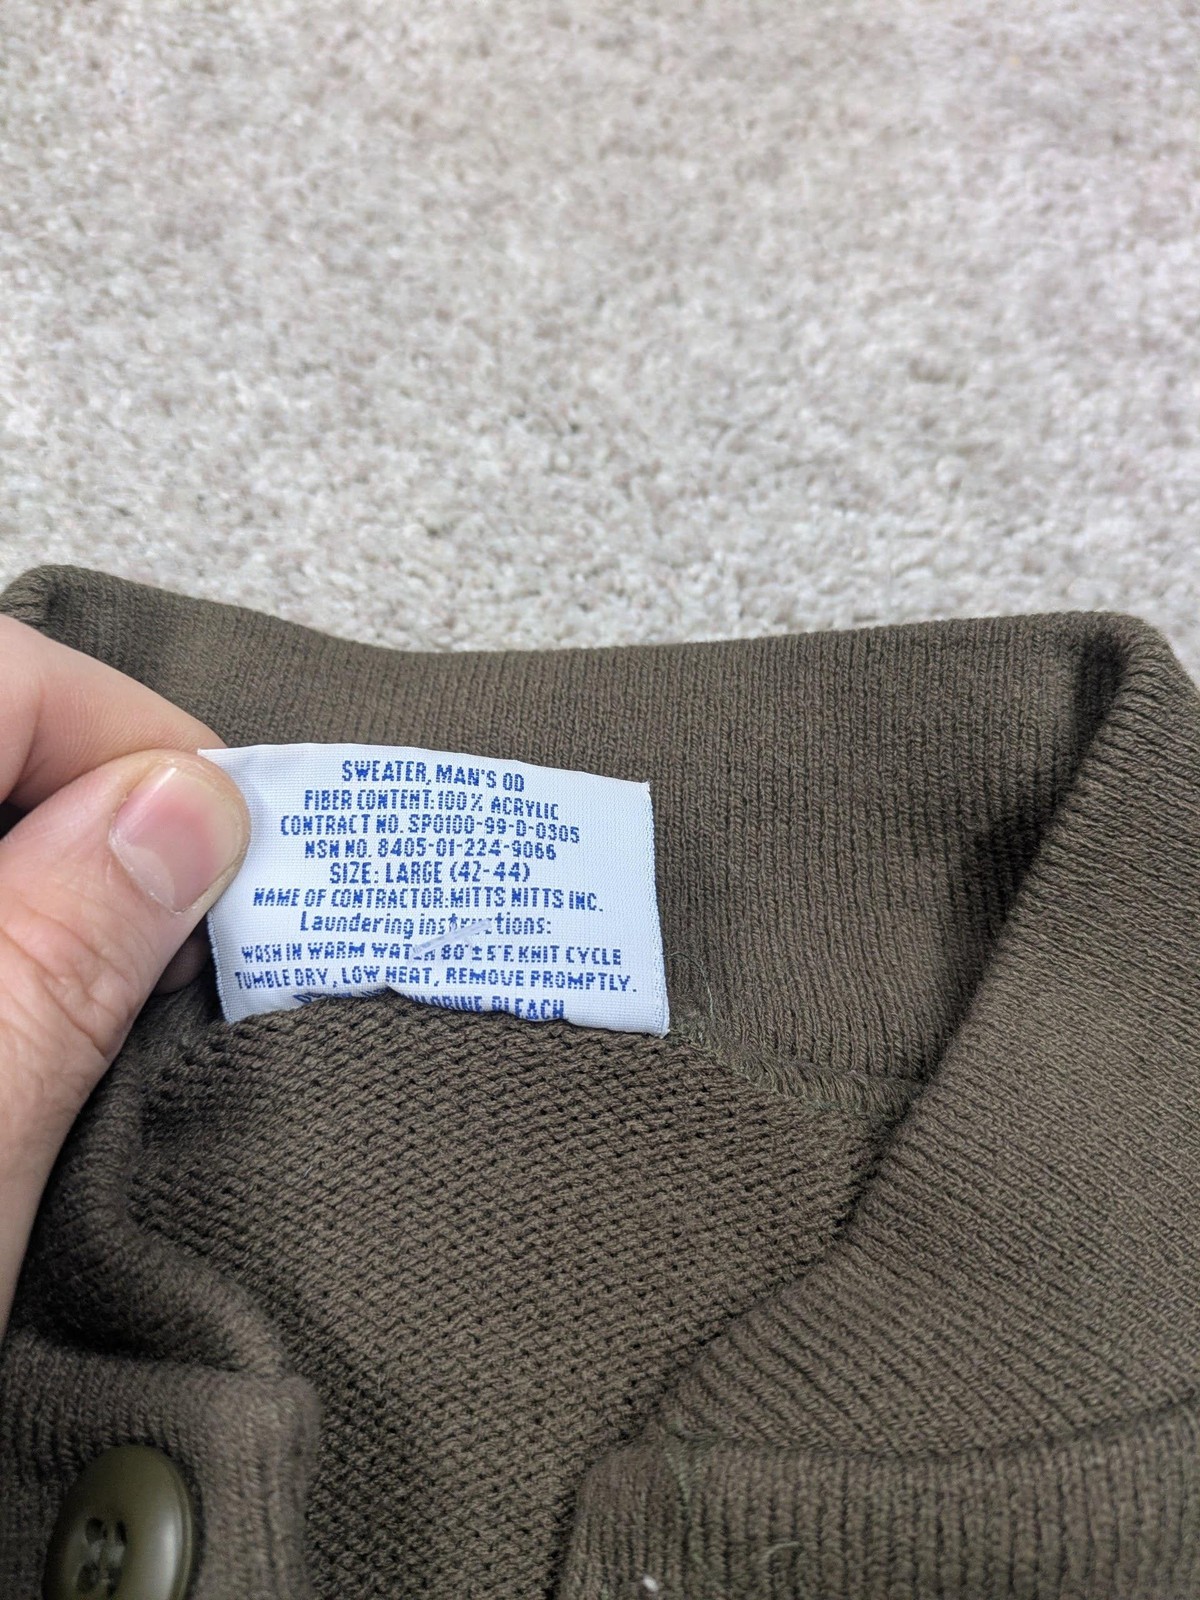 SWEATER, MAN'S OD
FIBER CONTENT: 100% ACRYLIC
CONTRACT NO. SP0100-99-D-0305
NSN NO. 8405-01-224-9066
SIZE: LARGE (42-44)
NAME OF CONTRACTOR: MITTS NITTS INC.
Laundering instructions:
WASH IN WARM WATER 80°±5°F. KNIT CYCLE
TUMBLE DRY, LOW HEAT, REMOVE PROMPTLY.
CHLORINE BLEACH